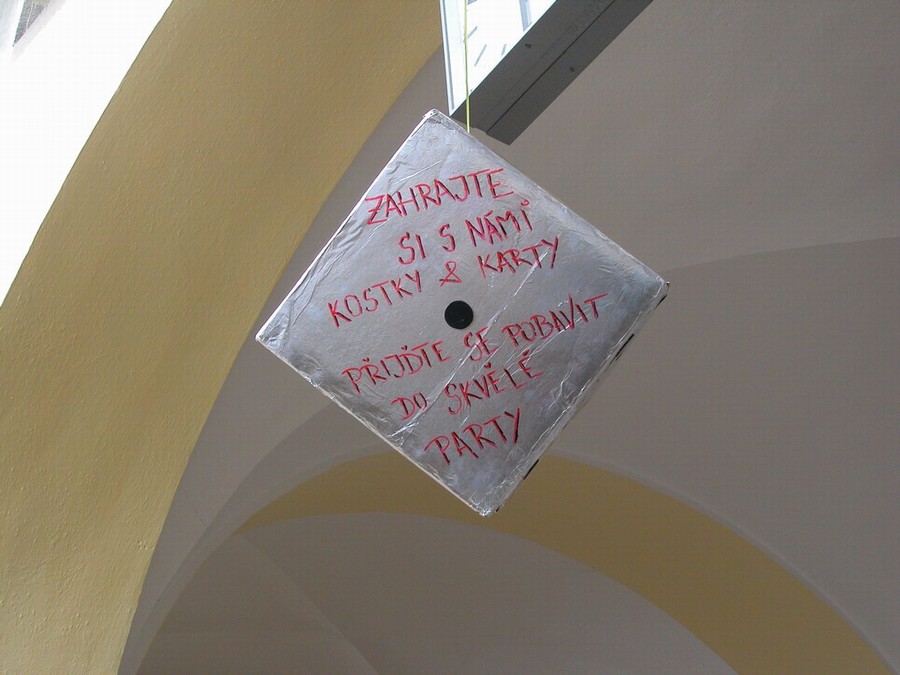 ZAHRAJTE
SI S NÁMI
KOSTKY & KARTY
PŘIJĎTE SE POBAVIT
DO SKVĚLÉ
PARTY